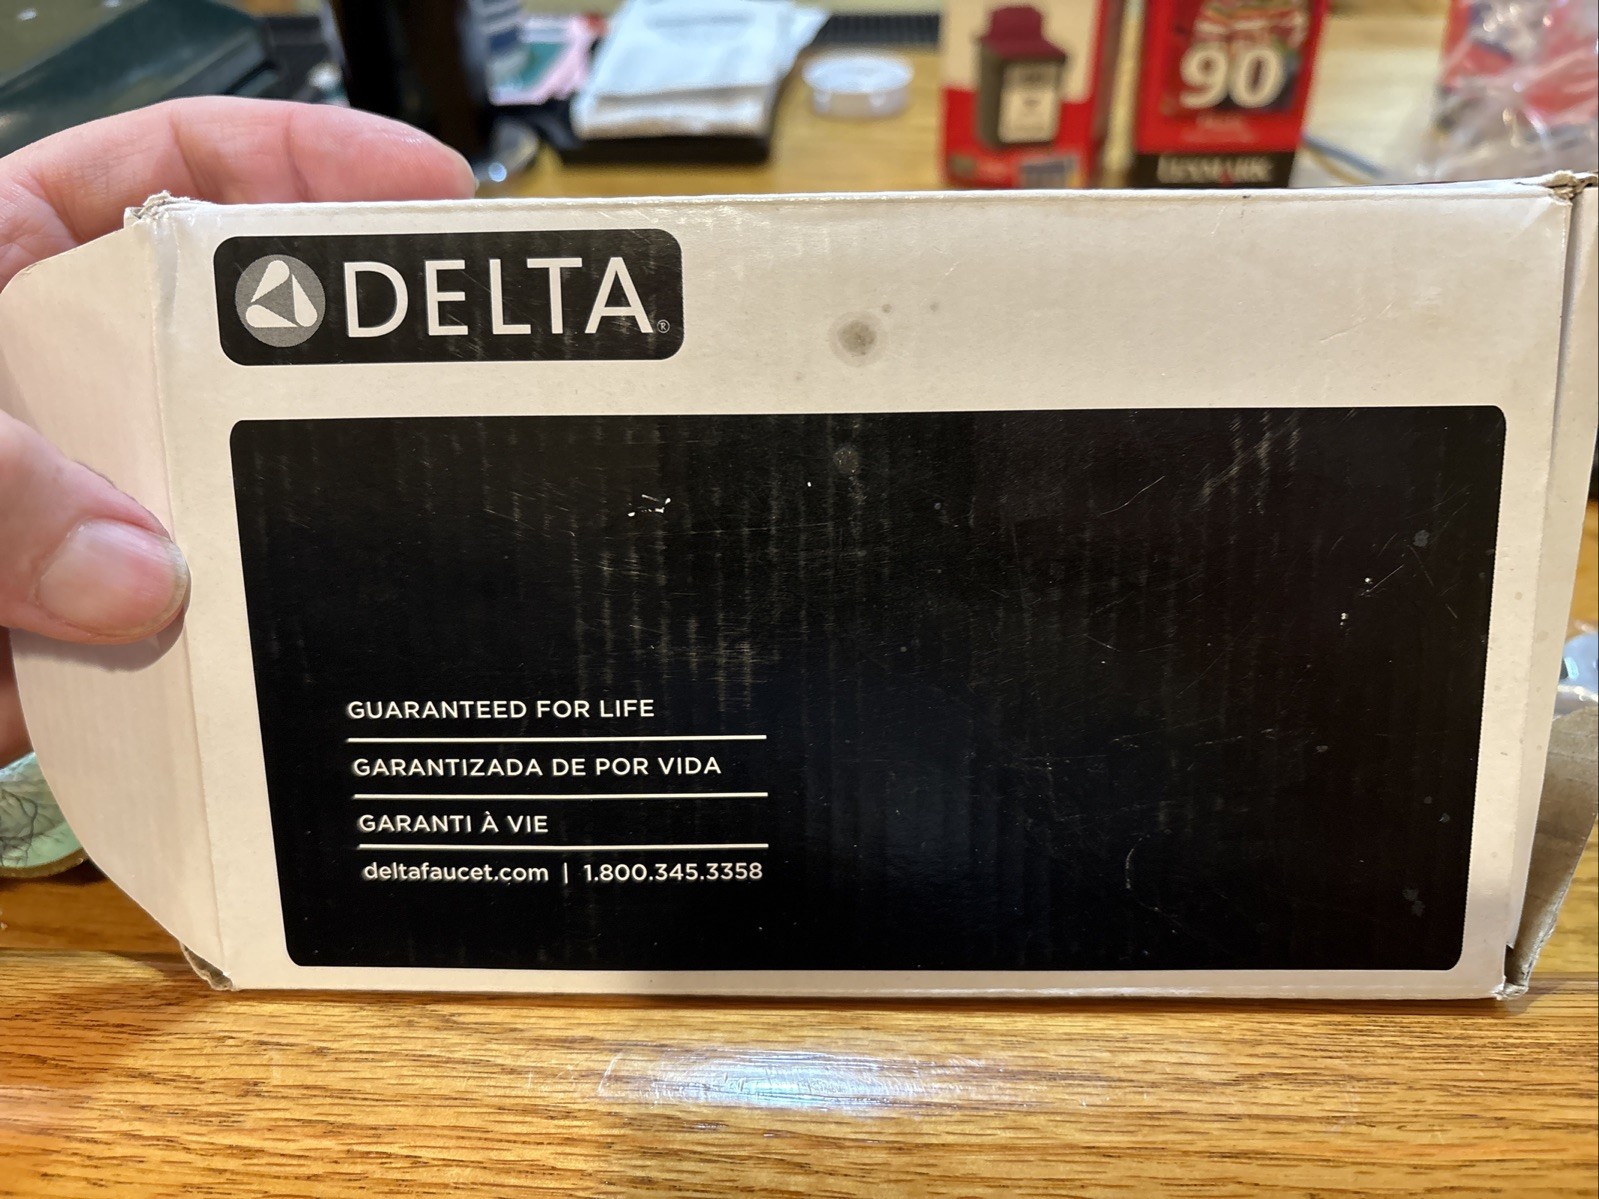 90
LEXMARK
DELTA®
GUARANTEED FOR LIFE
GARANTIZADA DE POR VIDA
GARANTI À VIE
deltafaucet.com | 1.800.345.3358